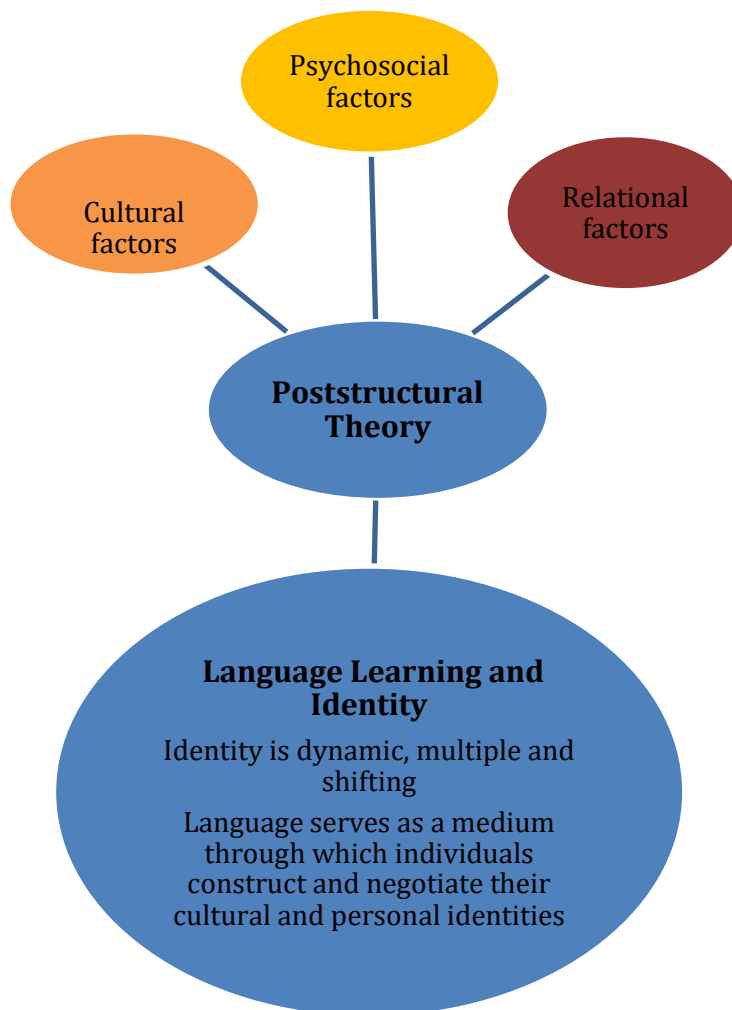 Psychosocial
factors
Cultural
factors
Relational
factors
Poststructural
Theory
Language Learning and
Identity
Identity is dynamic, multiple and
shifting
Language serves as a medium
through which individuals
construct and negotiate their
cultural and personal identities